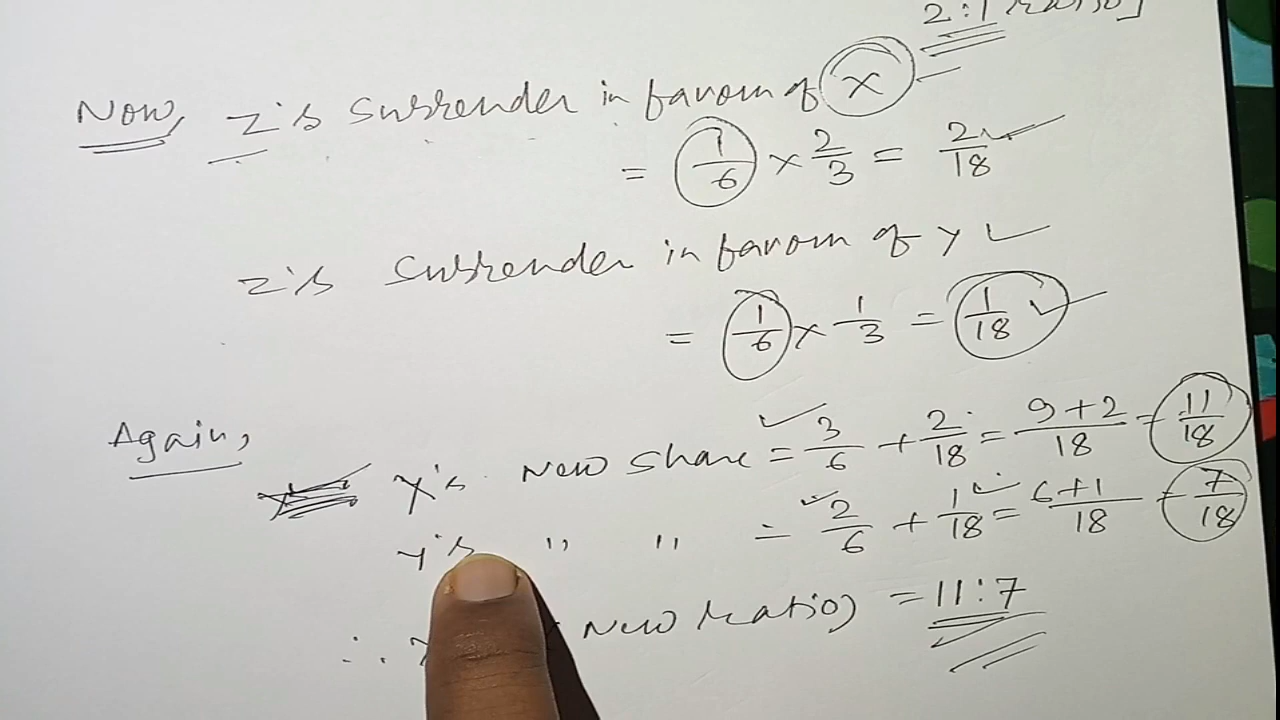 2:1 ratio]
Now, Z's surrender in favour of X
= 1/6 × 2/3 = 2/18
Z's surrender in favour of Y
= 1/6 × 1/3 = 1/18
Again,
X's New share = 3/6 + 2/18 = 9+2/18 = 11/18
Y's " " = 2/6 + 1/18 = 6+1/18 = 7/18
∴ New ratio) = 11:7